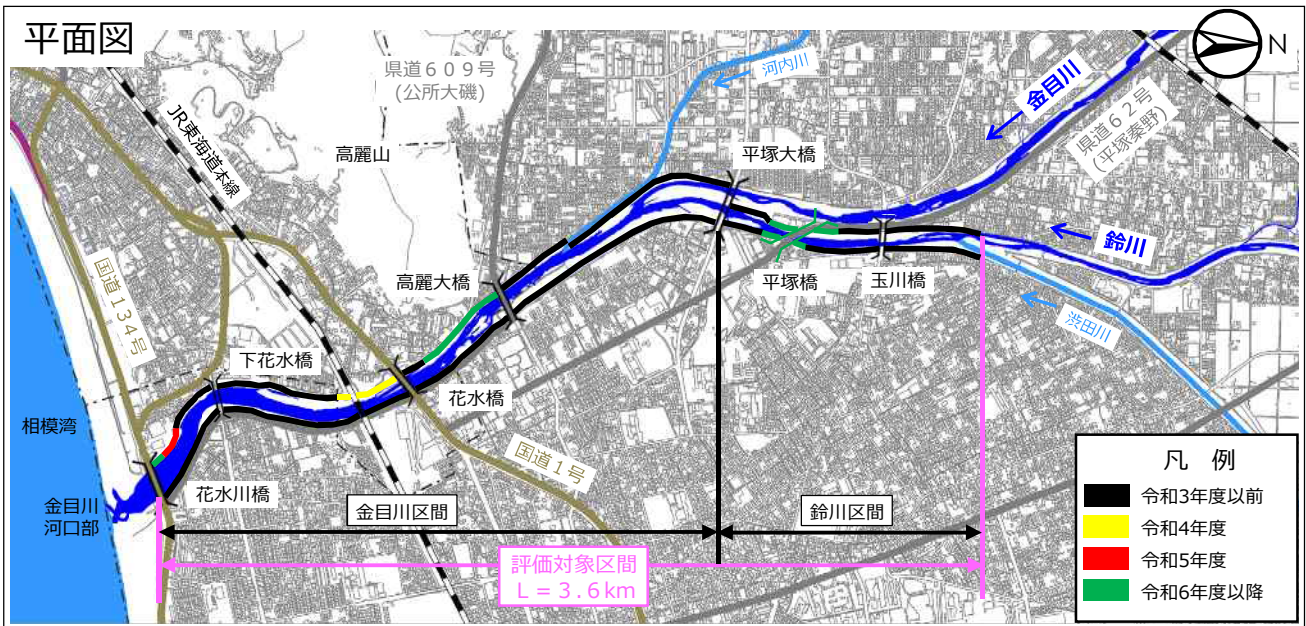 平面図
N
県道609号
(公所大磯)
河内川
金目川
県道62号
(平塚秦野)
JR東海道本線
高麗山
平塚大橋
鈴川
国道134号
高麗大橋
平塚橋
玉川橋
渋田川
下花水橋
花水橋
相模湾
国道1号
花水川橋
金目川
河口部
金目川区間
鈴川区間
評価対象区間
L=3.6km
凡 例
令和3年度以前
令和4年度
令和5年度
令和6年度以降